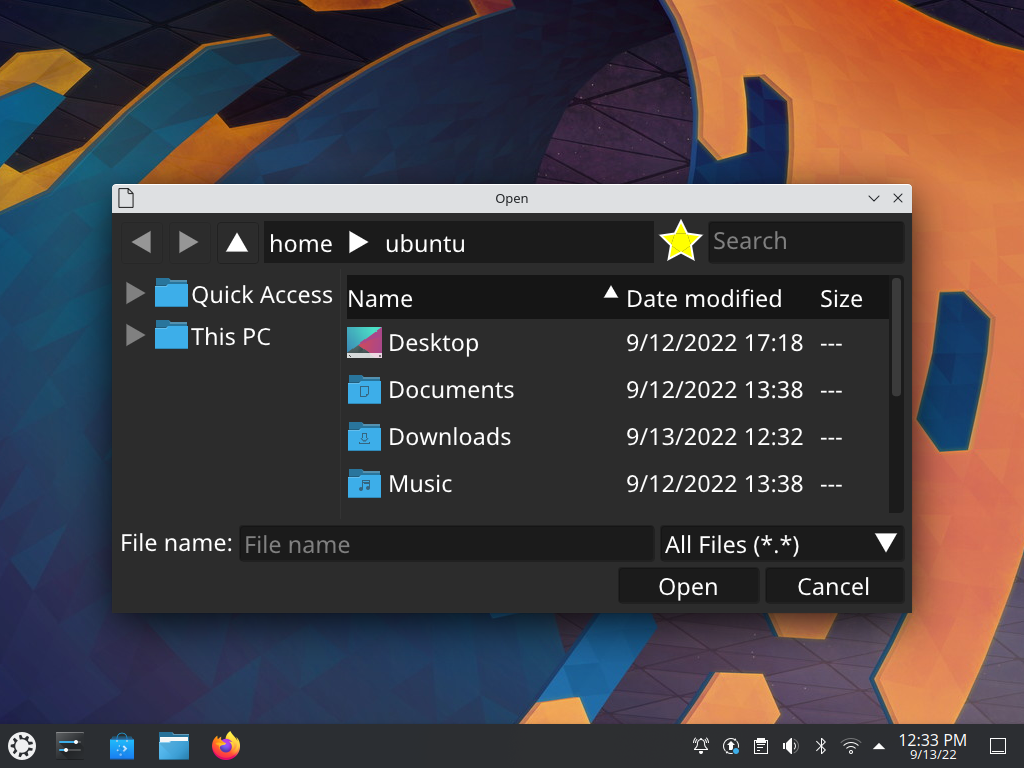 Open
home ubuntu Search
Quick Access
This PC
Name Date modified Size
Desktop 9/12/2022 17:18 ---
Documents 9/12/2022 13:38 ---
Downloads 9/13/2022 12:32 ---
Music 9/12/2022 13:38 ---
File name: File name All Files (*.*)
Open Cancel
12:33 PM
9/13/22